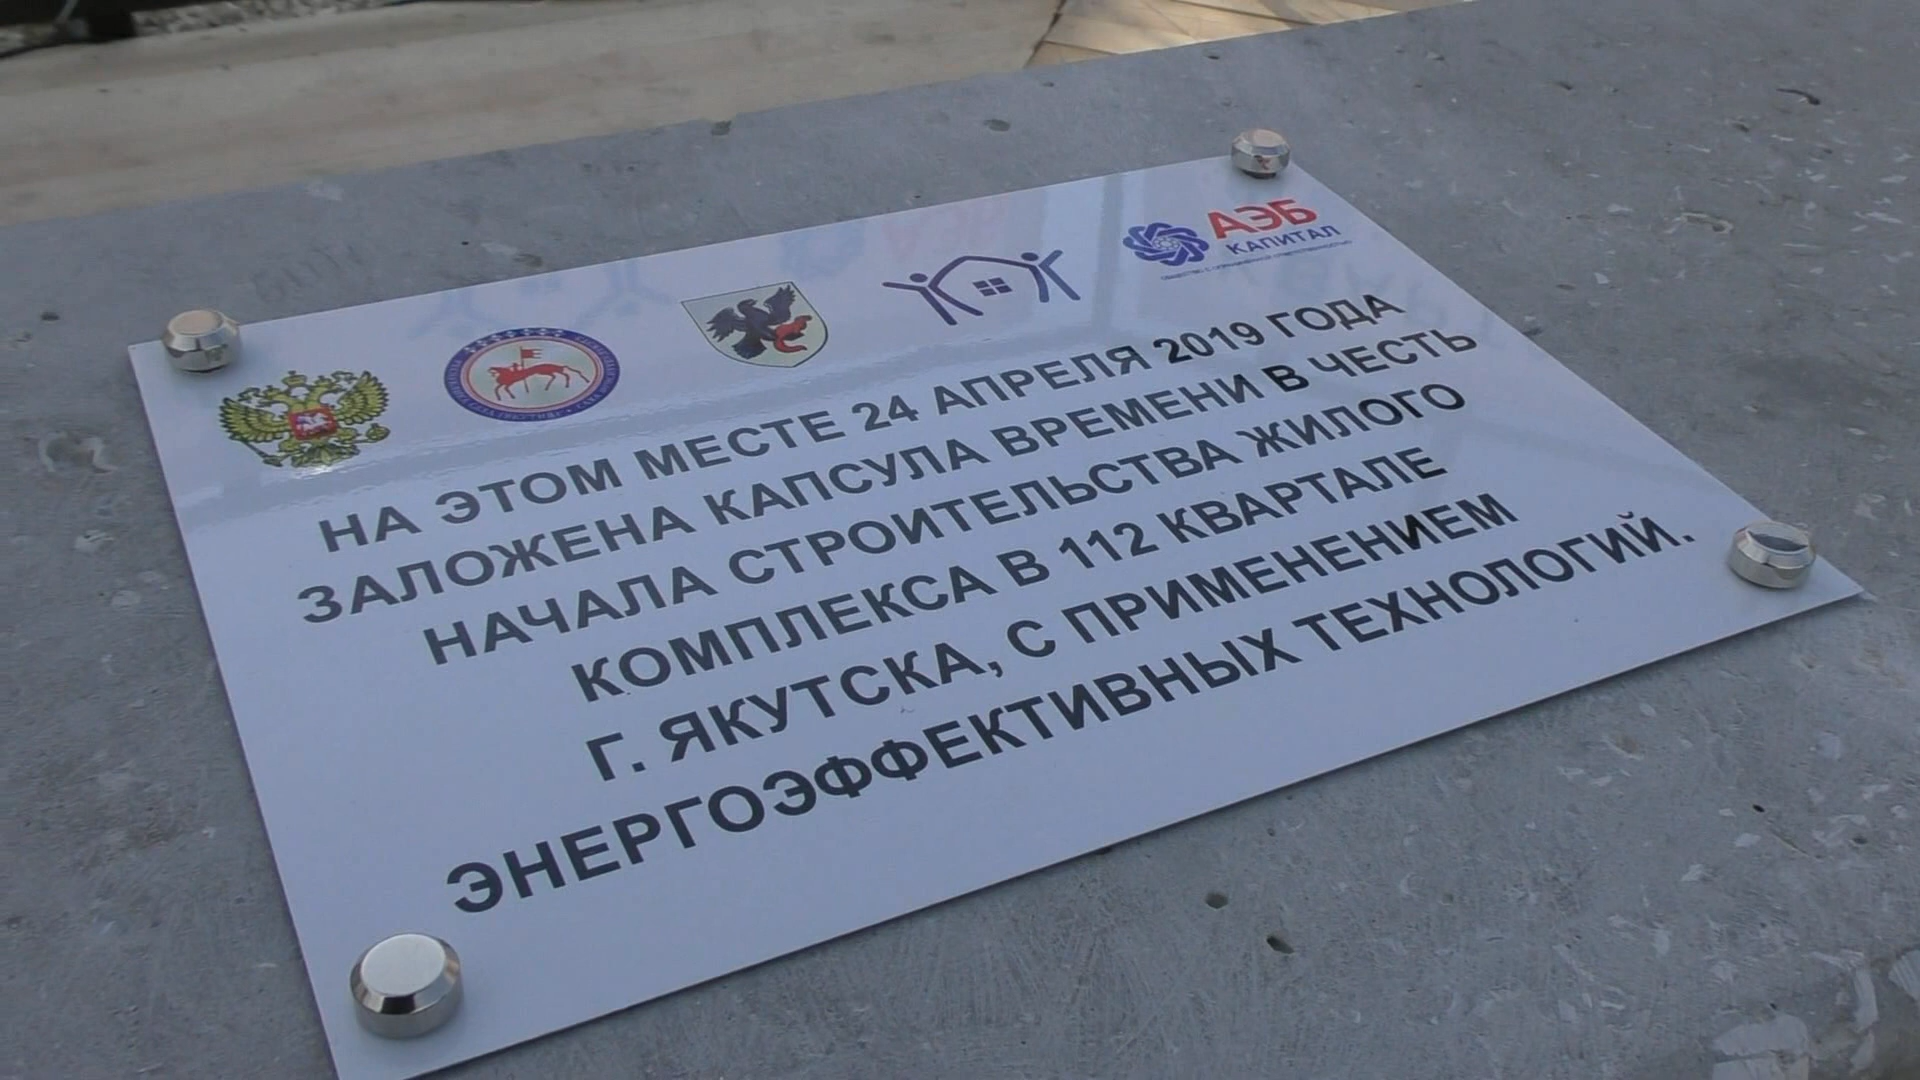 АЭБ
КАПИТАЛ
НА ЭТОМ МЕСТЕ 24 АПРЕЛЯ 2019 ГОДА
ЗАЛОЖЕНА КАПСУЛА ВРЕМЕНИ В ЧЕСТЬ
НАЧАЛА СТРОИТЕЛЬСТВА ЖИЛОГО
КОМПЛЕКСА В 112 КВАРТАЛЕ
Г. ЯКУТСКА, С ПРИМЕНЕНИЕМ
ЭНЕРГОЭФФЕКТИВНЫХ ТЕХНОЛОГИЙ.